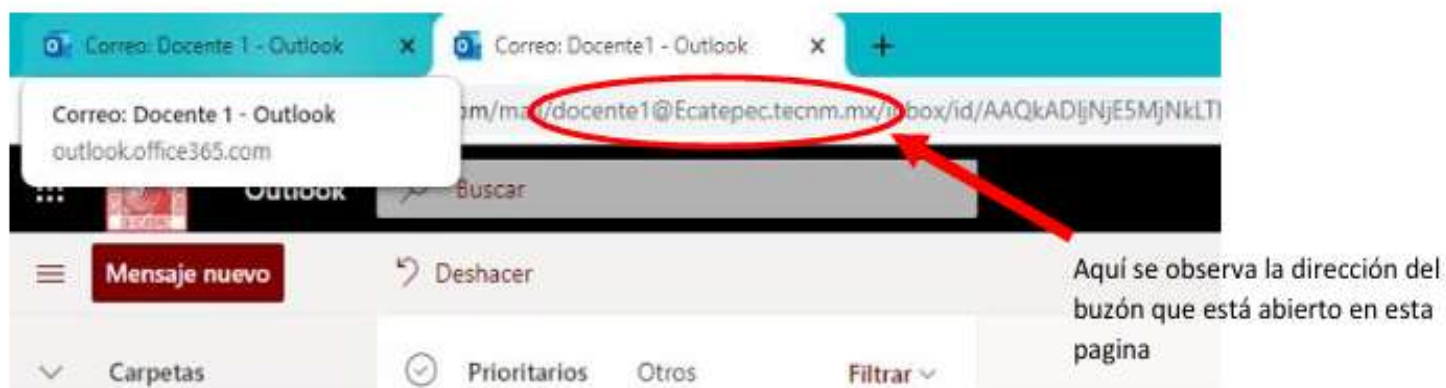 Correo: Docente 1 - Outlook
Correo: Docente1 - Outlook
Correo: Docente 1 - Outlook
outlook.office365.com
om/mail/docente1@Ecatepec.tecnm.mx/inbox/id/AAQkADljNjE5MjNkLTI
Outlook
Buscar
Mensaje nuevo
Deshacer
Aquí se observa la dirección del
buzón que está abierto en esta
pagina
Carpetas
Prioritarios Otros Filtrar